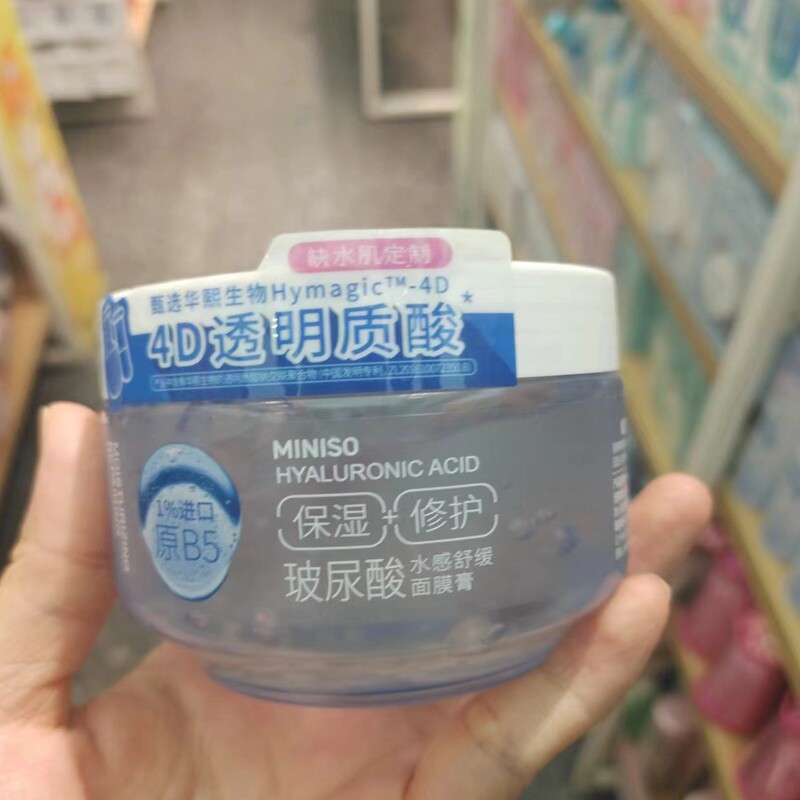 缺水肌定制
甄选华熙生物Hymagic™-4D
4D透明质酸*
MINISO
HYALURONIC ACID
1%进口
原B5
保湿+修护
玻尿酸
水感舒缓
面膜膏